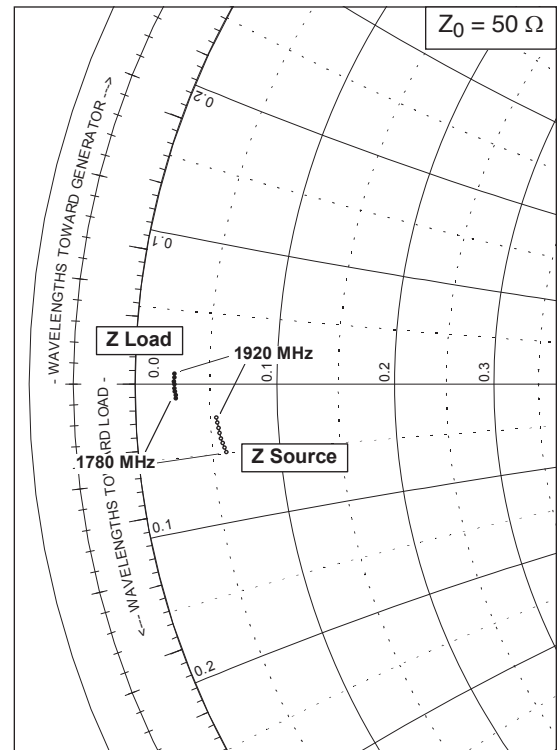 Z0 = 50 Ω
0.2
- WAVELENGTHS TOWARD GENERATOR --->
0.1
Z Load
1920 MHz
0.0
0.1
0.2
0.3
1780 MHz
Z Source
<--- WAVELENGTHS TOWARD LOAD -
0.1
0.2